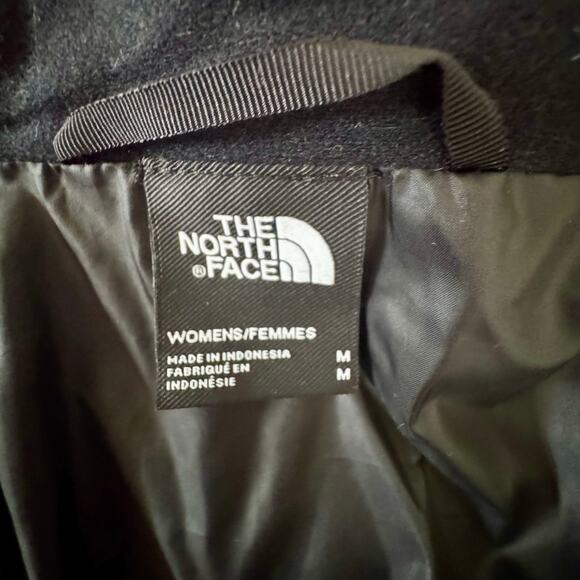 THE
NORTH
® FACE
WOMENS/FEMMES
MADE IN INDONESIA M
FABRIQUÉ EN M
INDONÉSIE